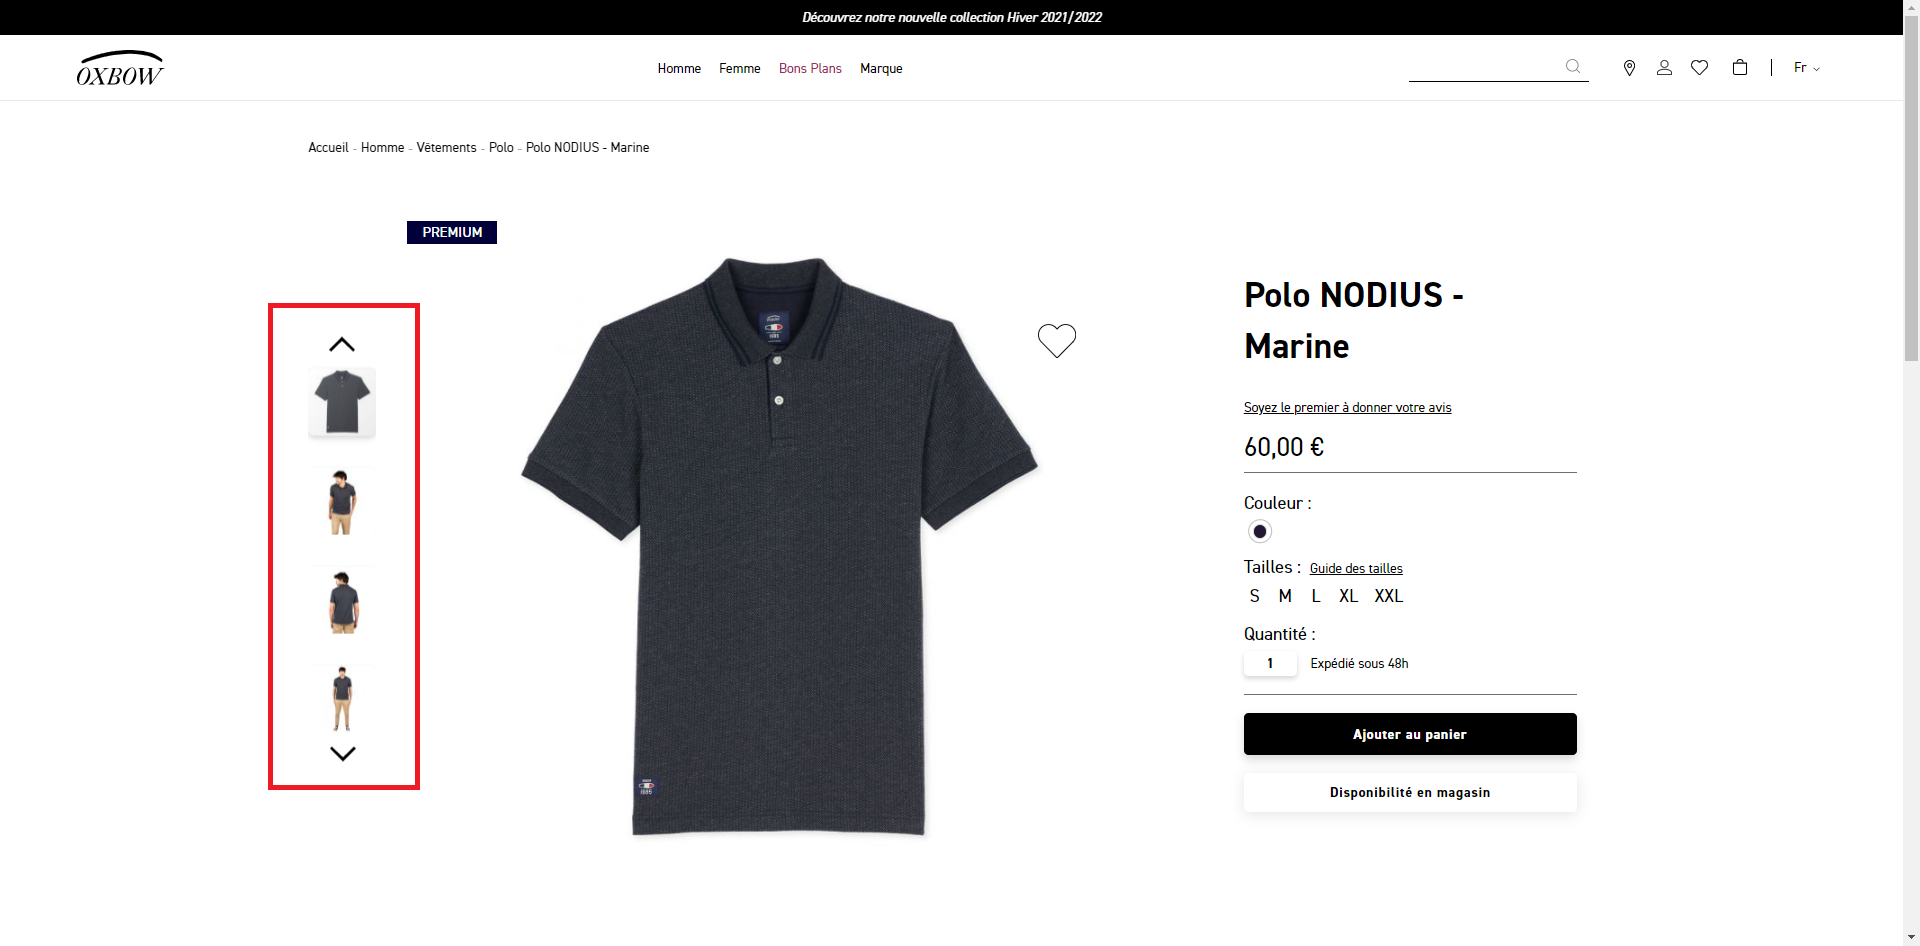 Découvrez notre nouvelle collection Hiver 2021/2022
OXBOW
Homme Femme Bons Plans Marque
Fr
Accueil - Homme - Vêtements - Polo - Polo NODIUS - Marine
PREMIUM
Polo NODIUS -
Marine
Soyez le premier à donner votre avis
60,00 €
Couleur :
Tailles : Guide des tailles
S M L XL XXL
Quantité :
1 Expédié sous 48h
Ajouter au panier
Disponibilité en magasin
1985